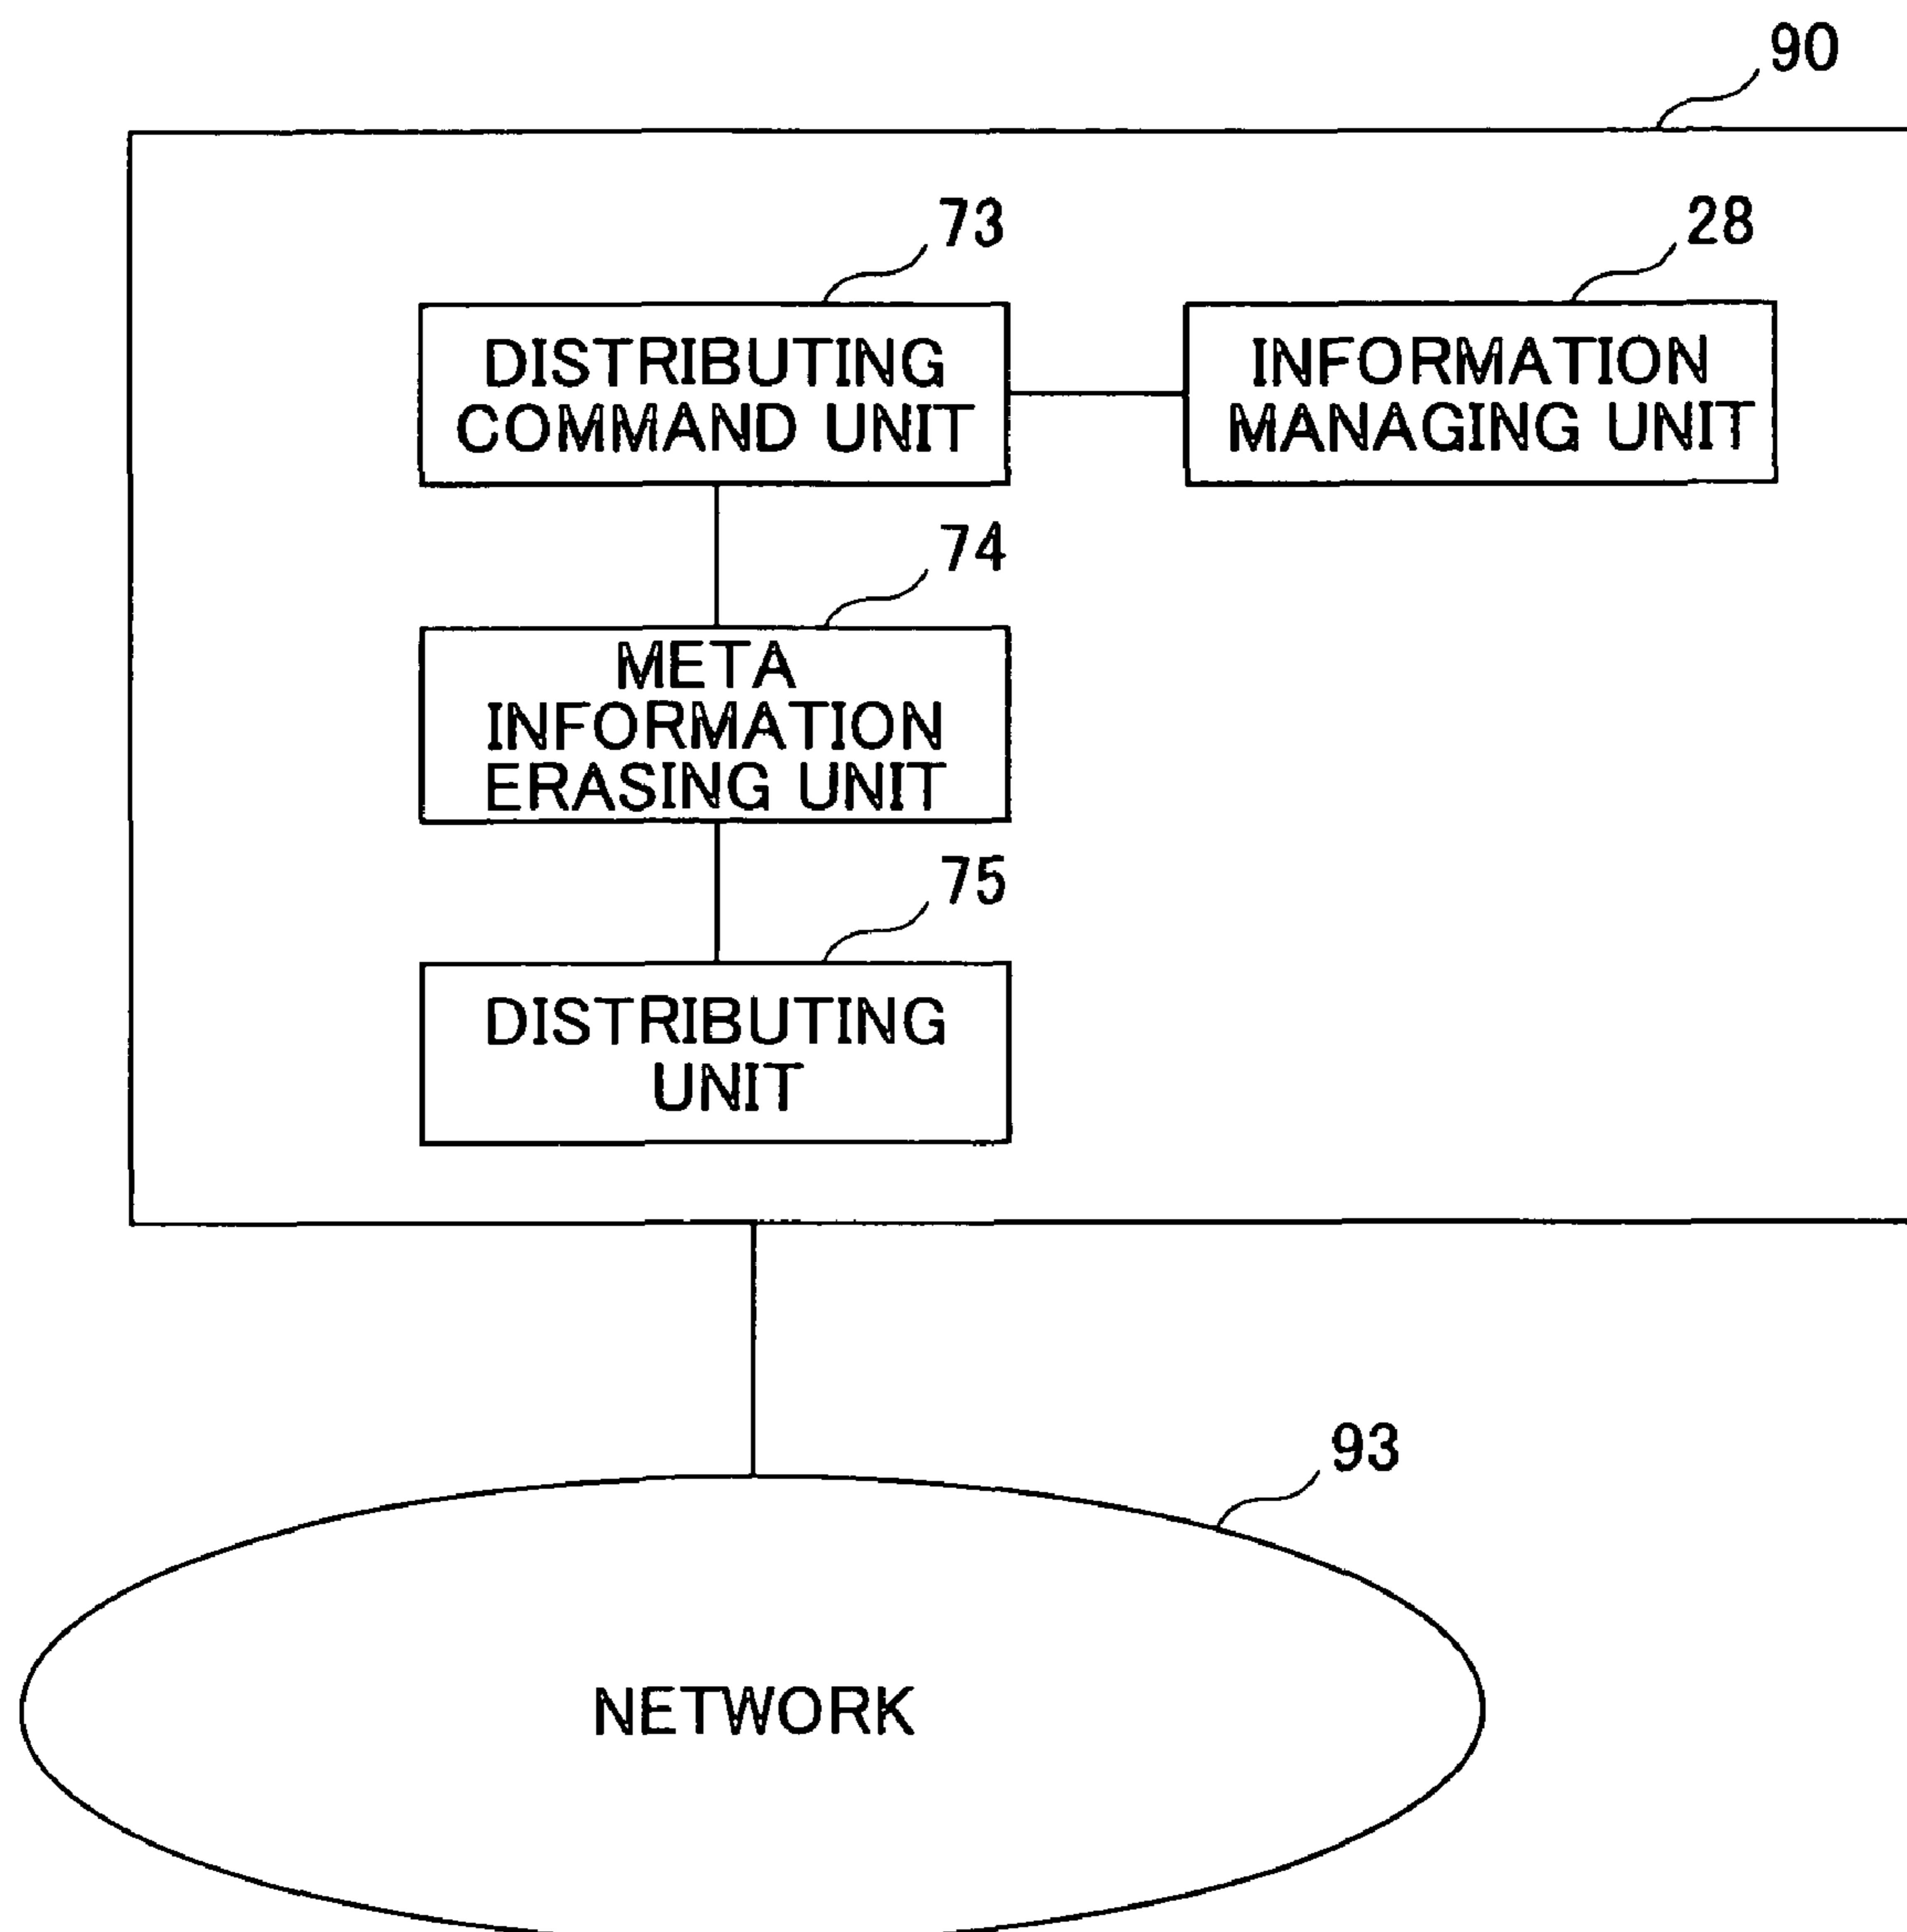 90
73
28
DISTRIBUTING
COMMAND UNIT
INFORMATION
MANAGING UNIT
74
META
INFORMATION
ERASING UNIT
75
DISTRIBUTING
UNIT
93
NETWORK